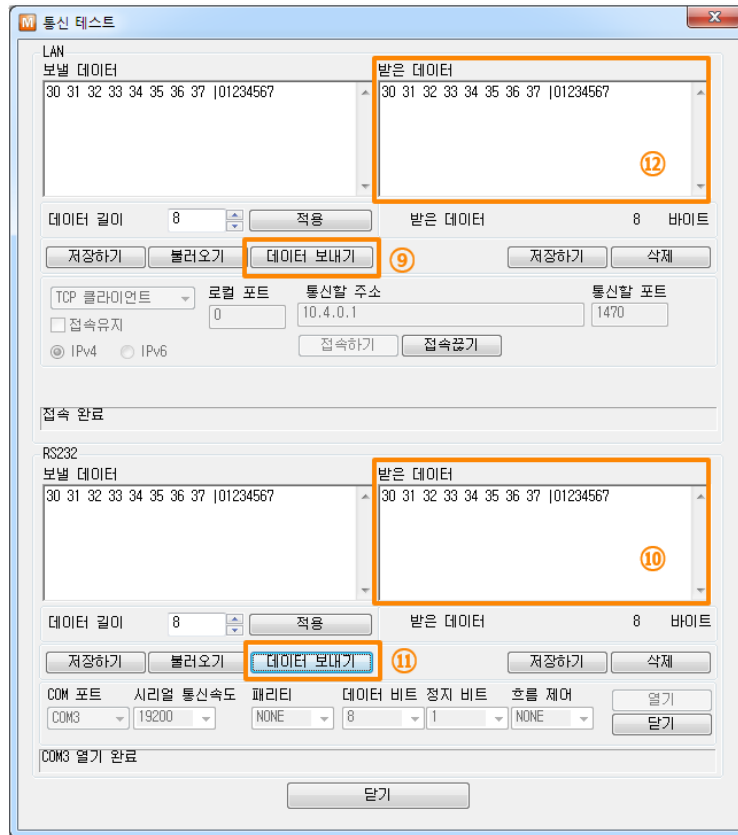 M 통신 테스트
LAN
보낼 데이터 받은 데이터
30 31 32 33 34 35 36 37 |01234567 30 31 32 33 34 35 36 37 |01234567
⑫
데이터 길이 8 적용 받은 데이터 8 바이트
저장하기 불러오기 데이터 보내기 ⑨ 저장하기 삭제
TCP 클라이언트 로컬 포트 통신할 주소 통신할 포트
0 10.4.0.1 1470
접속유지
IPv4 IPv6 접속하기 접속끊기
접속 완료
RS232
보낼 데이터 받은 데이터
30 31 32 33 34 35 36 37 |01234567 30 31 32 33 34 35 36 37 |01234567
⑩
데이터 길이 8 적용 받은 데이터 8 바이트
저장하기 불러오기 데이터 보내기 ⑪ 저장하기 삭제
COM 포트 시리얼 통신속도 패리티 데이터 비트 정지 비트 흐름 제어 열기
COM3 19200 NONE 8 1 NONE 닫기
COM3 열기 완료
닫기